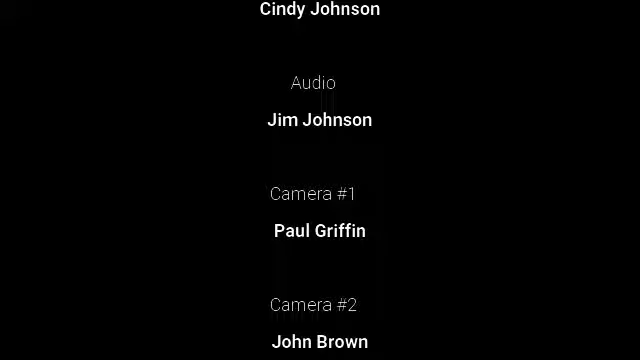 Cindy Johnson
Audio
Jim Johnson
Camera #1
Paul Griffin
Camera #2
John Brown